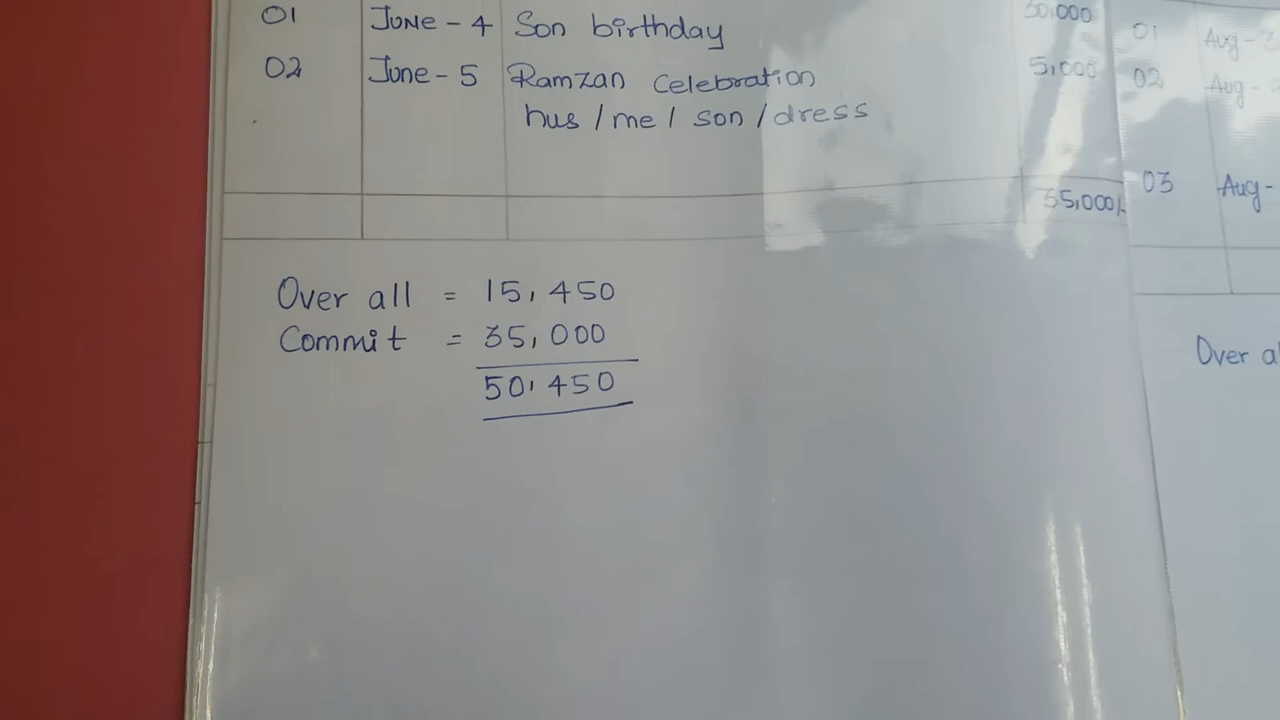 01 June - 4 Son birthday 30,000
02 June - 5 Ramzan Celebration 5,000
hus / me / son / dress
35,000/-
Over all = 15,450
Commit = 35,000
50,450
01 Aug -
02 Aug -
03 Aug -
Over